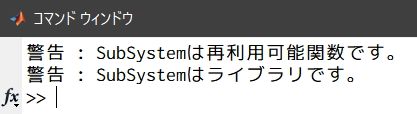 コマンド ウィンドウ
警告 : SubSystemは再利用可能関数です。
警告 : SubSystemはライブラリです。
fx >>